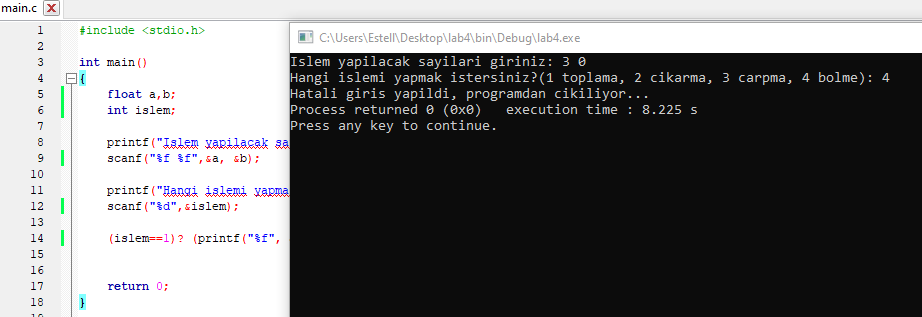 main.c
1 #include <stdio.h>
2
3 int main()
4 {
5 float a,b;
6 int islem;
7
8 printf("Islem yapilacak sa
9 scanf("%f %f",&a, &b);
10
11 printf("Hangi islemi yapma
12 scanf("%d",&islem);
13
14 (islem==1)? (printf("%f",
15
16
17 return 0;
18 }
19
C:\Users\Estell\Desktop\lab4\bin\Debug\lab4.exe
Islem yapilacak sayilari giriniz: 3 0
Hangi islemi yapmak istersiniz?(1 toplama, 2 cikarma, 3 carpma, 4 bolme): 4
Hatali giris yapildi, programdan cikiliyor...
Process returned 0 (0x0)   execution time : 8.225 s
Press any key to continue.